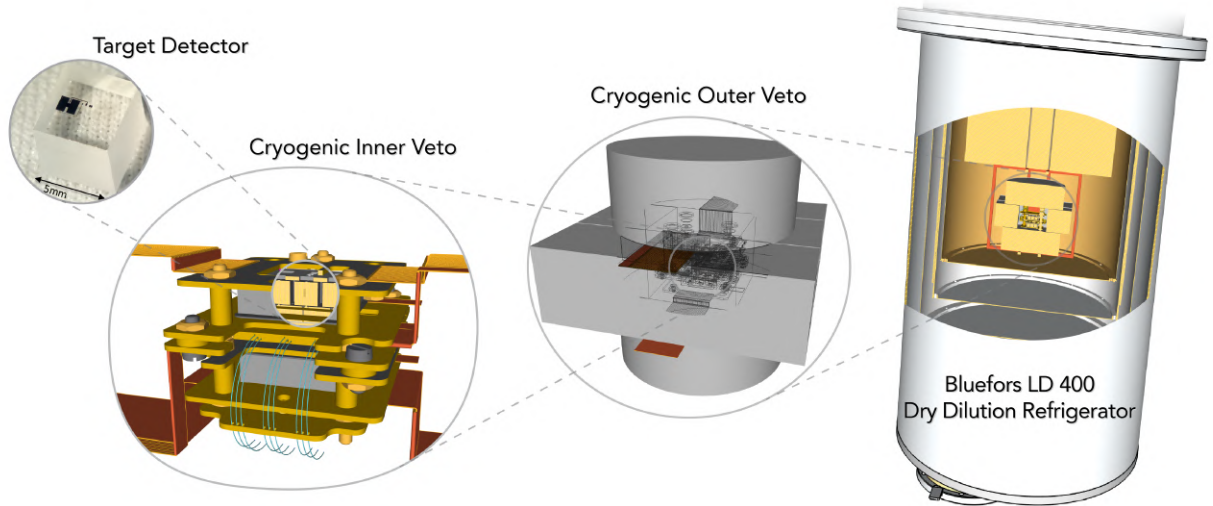 Target Detector
5mm
Cryogenic Inner Veto
Cryogenic Outer Veto
Bluefors LD 400
Dry Dilution Refrigerator